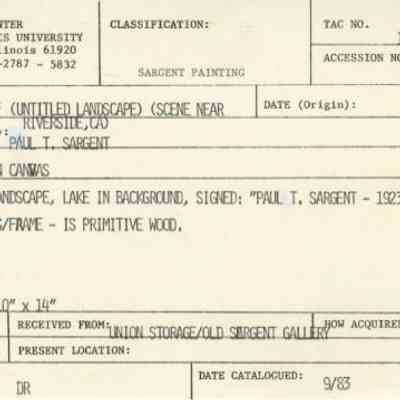 NTER
ES UNIVERSITY
linois 61920
-2787 - 5832
CLASSIFICATION:
SARGENT PAINTING
TAC NO.
ACCESSION NO
(UNTITLED LANDSCAPE) (SCENE NEAR
RIVERSIDE,CA)
DATE (Origin):
PAUL T. SARGENT
N CANVAS
ANDSCAPE, LAKE IN BACKGROUND, SIGNED: "PAUL T. SARGENT - 1923
S/FRAME - IS PRIMITIVE WOOD.
0" x 14"
RECEIVED FROM: UNION STORAGE/OLD SARGENT GALLERY
HOW ACQUIRE
PRESENT LOCATION:
DR
DATE CATALOGUED: 9/83